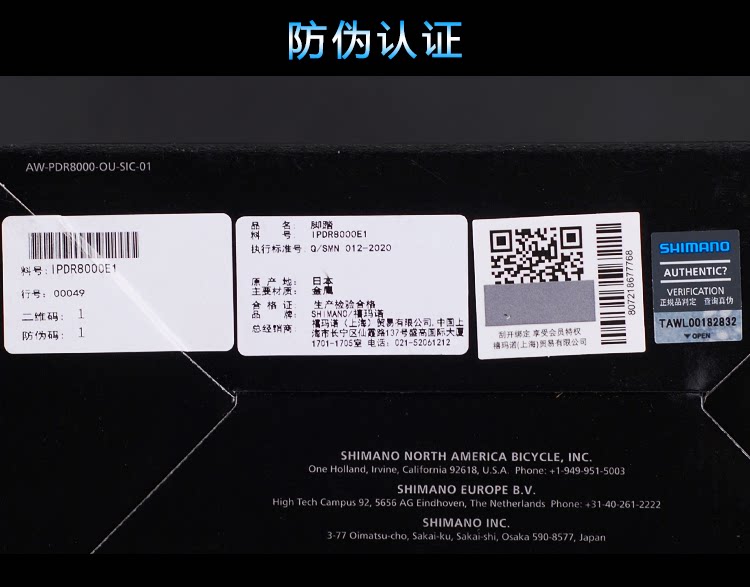 防伪认证
AW-PDR8000-OU-SIC-01
料号: IPDR8000E1
行号: 00049
二维码: 1
防伪码: 1
品 名: 脚踏
料 号: IPDR8000E1
执行标准号: Q/SMN 012-2020
原 产 地: 日本
主要材质: 金属
合 格 证: 生产检验合格
品 牌: SHIMANO/禧玛诺
总经销商: 禧玛诺（上海）贸易有限公司, 中国上
海市长宁区仙霞路137号盛高国际大厦
1701-1705室 电话: 021-52061212
刮开绑定 享受会员特权
禧玛诺(上海)贸易有限公司
807218677768
SHIMANO
AUTHENTIC?
VERIFICATION
正规品判定 查询真伪
TAWL00182832
OPEN
SHIMANO NORTH AMERICA BICYCLE, INC.
One Holland, Irvine, California 92618, U.S.A. Phone: +1-949-951-5003
SHIMANO EUROPE B.V.
High Tech Campus 92, 5656 AG Eindhoven, The Netherlands Phone: +31-40-261-2222
SHIMANO INC.
3-77 Oimatsu-cho, Sakai-ku, Sakai-shi, Osaka 590-8577, Japan